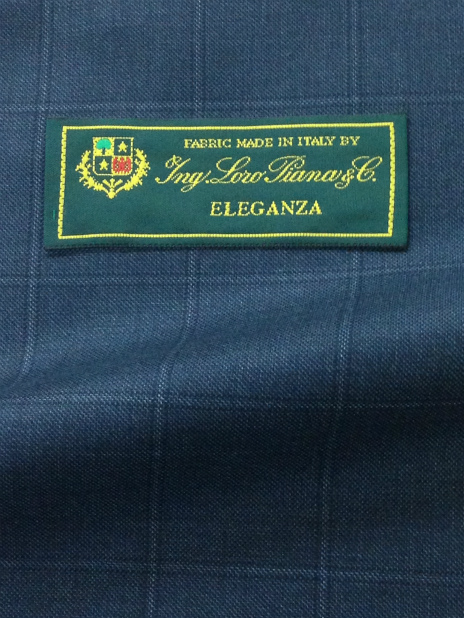 FABRIC MADE IN ITALY BY
Ing. Loro Piana & C.
ELEGANZA